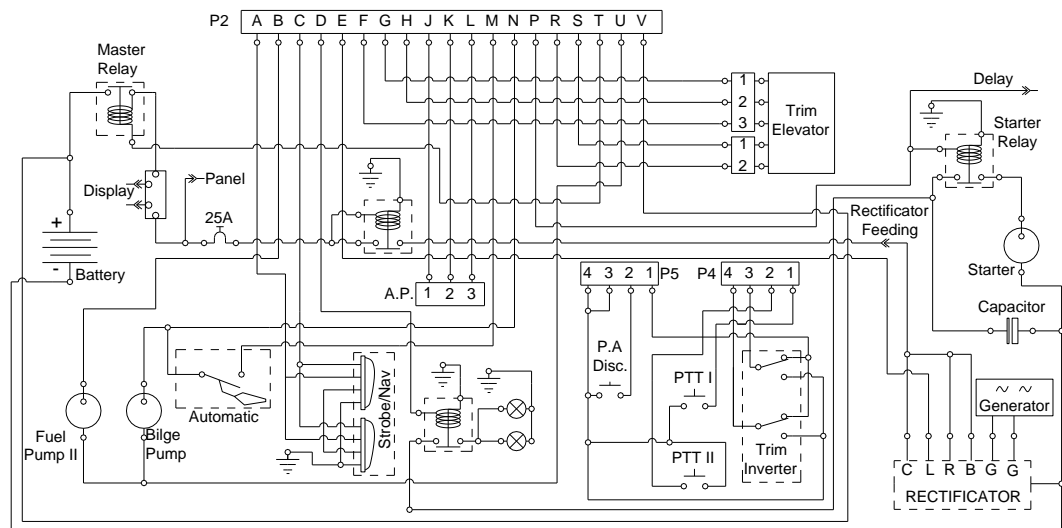 P2 A B C D E F G H J K L M N P R S T U V
Master
Relay
1
2
3
1
2
Trim
Elevator
Delay
Starter
Relay
Display
Panel
25A
+
-
Battery
Rectificator
Feeding
Starter
A.P. 1 2 3
4 3 2 1 P5
P4 4 3 2 1
Capacitor
P.A
Disc.
PTT I
PTT II
Trim
Inverter
Automatic
Strobe/Nav
Fuel
Pump II
Bilge
Pump
Generator
C L R B G G
RECTIFICATOR